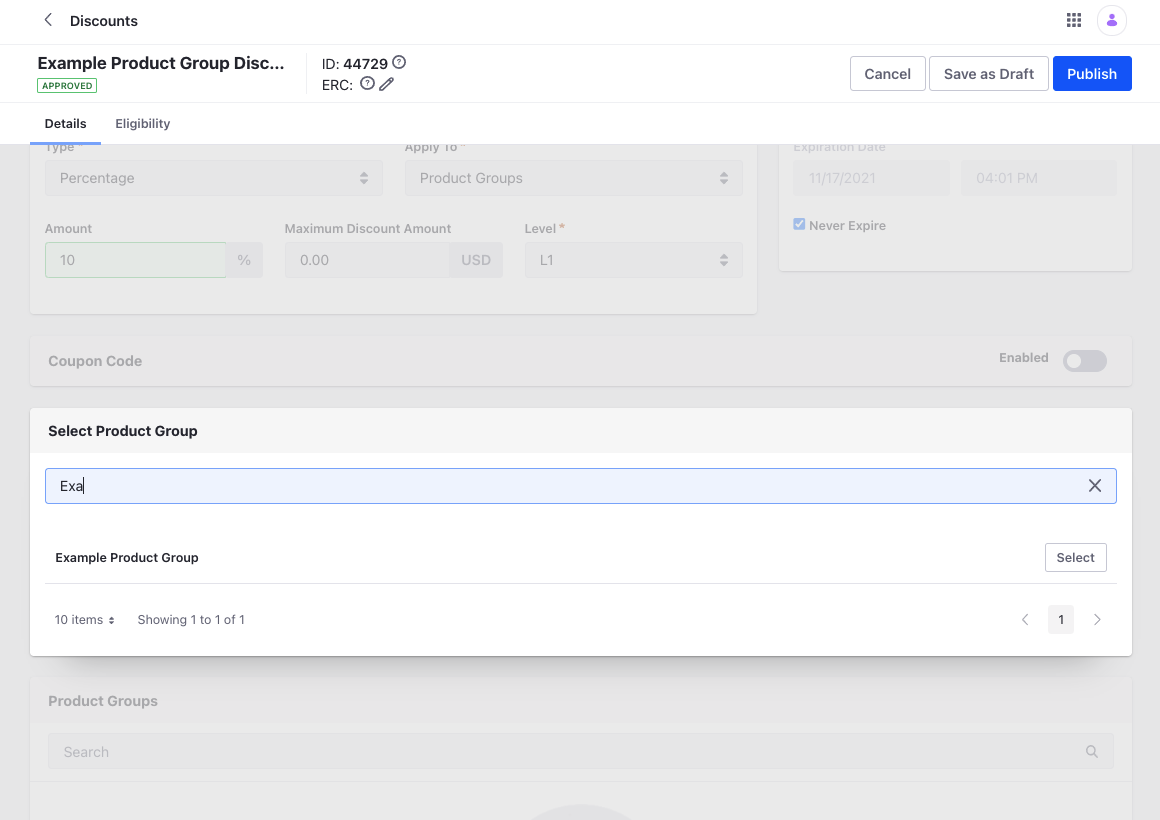 Discounts
Example Product Group Disc...
APPROVED
ID: 44729
ERC:
Cancel
Save as Draft
Publish
Details
Eligibility
Type
Apply To *
Expiration Date
Percentage
Product Groups
11/17/2021
04:01 PM
Amount
Maximum Discount Amount
Level *
Never Expire
10
%
0.00
USD
L1
Coupon Code
Enabled
Select Product Group
Exa
Example Product Group
Select
10 items
Showing 1 to 1 of 1
1
Product Groups
Search